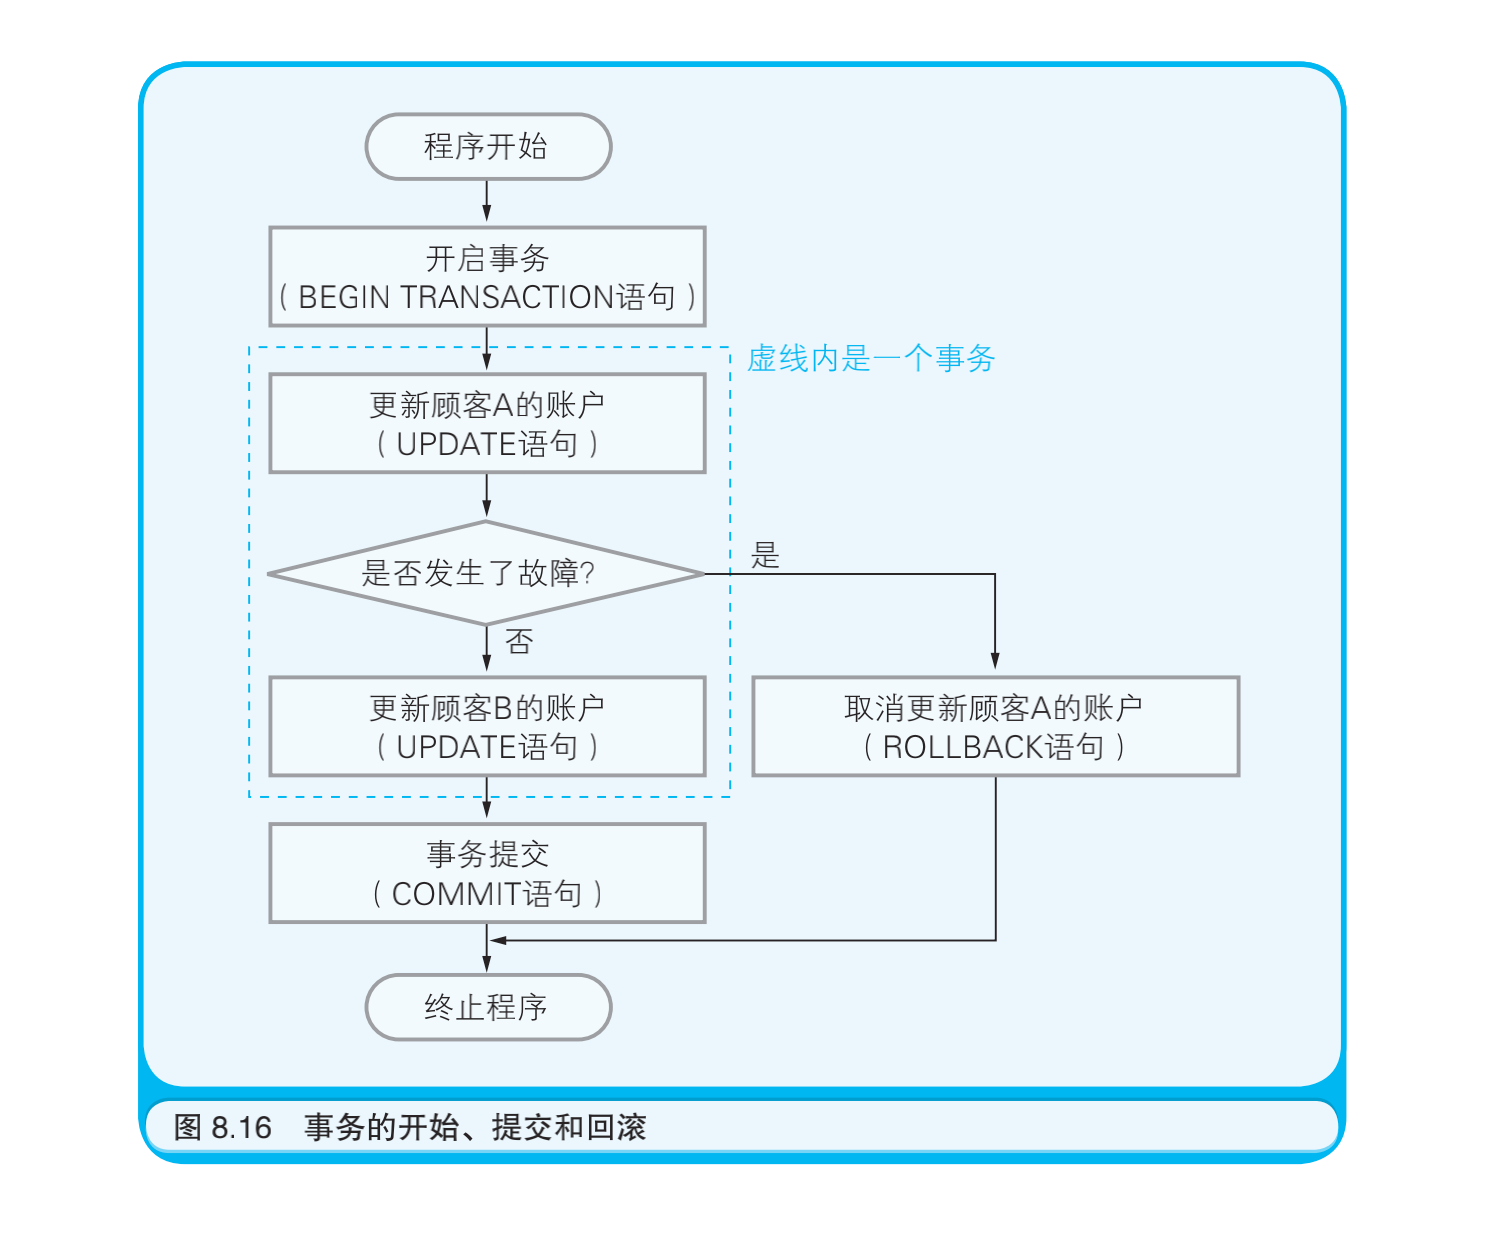 程序开始
开启事务
（BEGIN TRANSACTION语句）
虚线内是一个事务
更新顾客A的账户
（UPDATE语句）
是否发生了故障?
是
否
更新顾客B的账户
（UPDATE语句）
取消更新顾客A的账户
（ROLLBACK语句）
事务提交
（COMMIT语句）
终止程序
图 8.16 事务的开始、提交和回滚